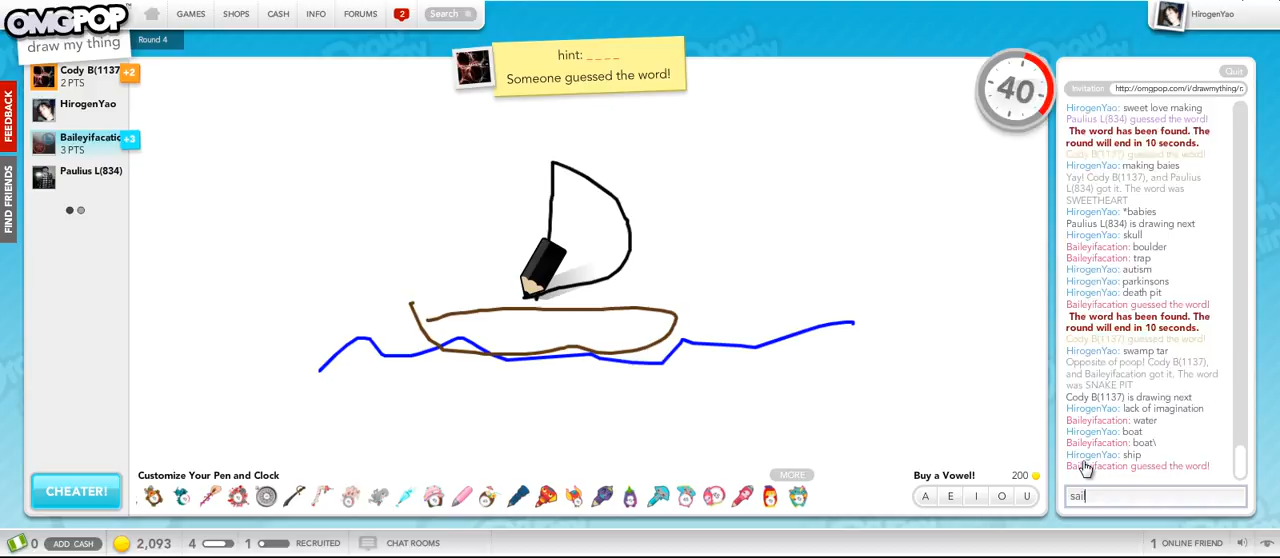 OMGPOP
draw my thing
GAMES SHOPS CASH INFO FORUMS 2 Search
HirogenYao
Round 4
FEEDBACK
FIND FRIENDS
Cody B(1137 +2
2 PTS
HirogenYao
Baileyifacatic +3
3 PTS
Paulius L(834)
hint: _ _ _ _
Someone guessed the word!
40
Quit
Invitation http://omgpop.com/i/drawmything/r
HirogenYao: sweet love making
Paulius L(834) guessed the word!
The word has been found. The
round will end in 10 seconds.
Cody B(1137) guessed the word!
HirogenYao: making baies
Yay! Cody B(1137), and Paulius
L(834) got it. The word was
SWEETHEART
HirogenYao: *babies
Paulius L(834) is drawing next
HirogenYao: skull
Baileyifacation: boulder
Baileyifacation: trap
HirogenYao: autism
HirogenYao: parkinsons
HirogenYao: death pit
Baileyifacation guessed the word!
The word has been found. The
round will end in 10 seconds.
Cody B(1137) guessed the word!
HirogenYao: swamp tar
Opposite of poop! Cody B(1137),
and Baileyifacation got it. The word
was SNAKE PIT
Cody B(1137) is drawing next
HirogenYao: lack of imagination
Baileyifacation: water
HirogenYao: boat
Baileyifacation: boat\
HirogenYao: ship
Baileyifacation guessed the word!
sail
CHEATER!
Customize Your Pen and Clock MORE
Buy a Vowel! 200
A E I O U
0 ADD CASH 2,093 4 1 RECRUITED CHAT ROOMS 1 ONLINE FRIEND